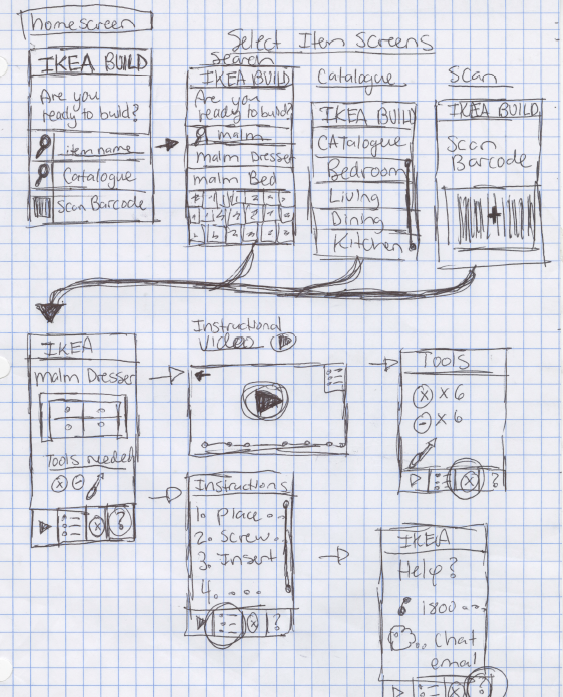 homescreen
IKEA BUILD
Are you
ready to build?
item name
Catalogue
Scan Barcode
Select Item Screens
Search
IKEA BUILD
Are you
ready to build?
malm
malm Dresser
malm Bed
Catalogue
IKEA BUILD
CATalogue
Bedroom
Living
Dining
Kitchen
Scan
IKEA BUILD
Scan
Barcode
IKEA
malm Dresser
Tools needed
?
Instructional
Video
Tools
x 6
x 6
?
Instructions
1. Place
2. Screw
3. Insert
4. ....
?
IKEA
Help?
1800
Chat
email
?